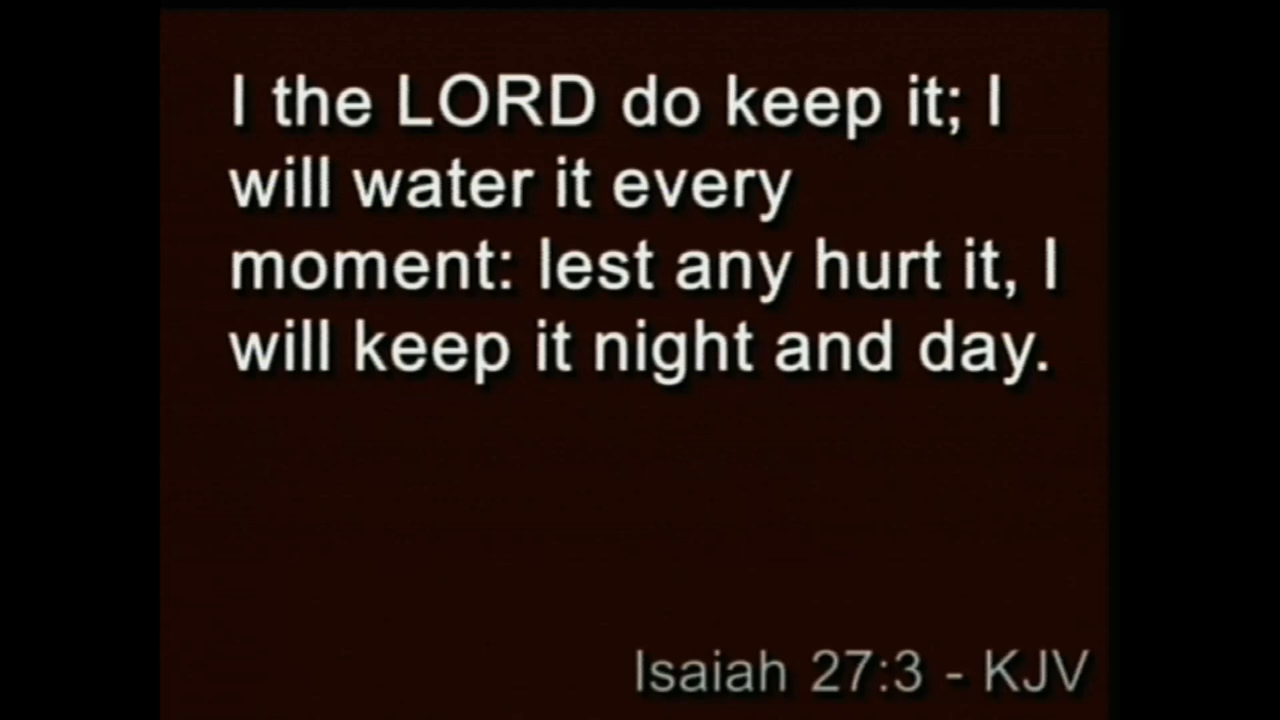 I the LORD do keep it; I
will water it every
moment: lest any hurt it, I
will keep it night and day.
Isaiah 27:3 - KJV